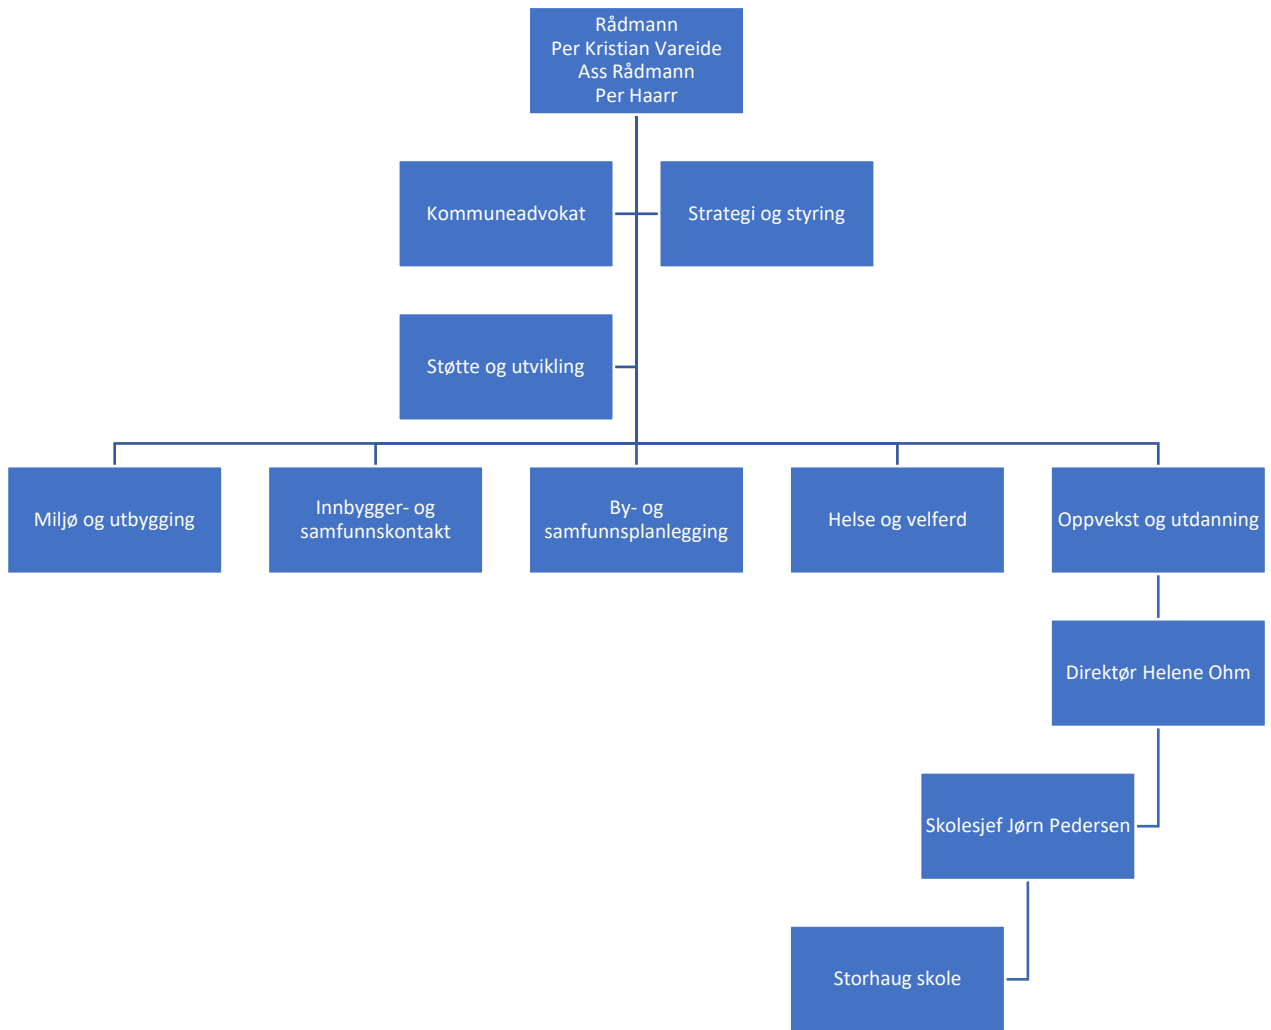 Rådmann
Per Kristian Vareide
Ass Rådmann
Per Haarr
Kommuneadvokat
Strategi og styring
Støtte og utvikling
Miljø og utbygging
Innbygger- og
samfunnskontakt
By- og
samfunnsplanlegging
Helse og velferd
Oppvekst og utdanning
Direktør Helene Ohm
Skolesjef Jørn Pedersen
Storhaug skole